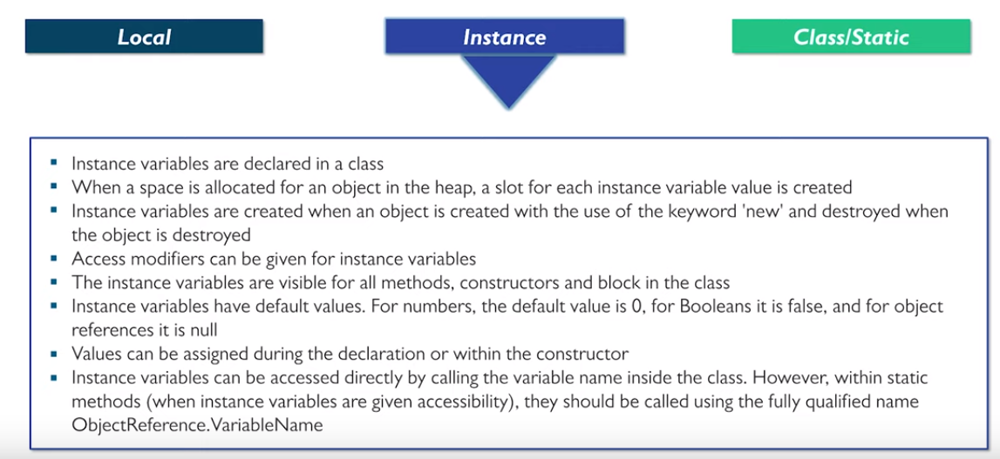 Local
Instance
Class/Static
▪ Instance variables are declared in a class
▪ When a space is allocated for an object in the heap, a slot for each instance variable value is created
▪ Instance variables are created when an object is created with the use of the keyword 'new' and destroyed when
the object is destroyed
▪ Access modifiers can be given for instance variables
▪ The instance variables are visible for all methods, constructors and block in the class
▪ Instance variables have default values. For numbers, the default value is 0, for Booleans it is false, and for object
references it is null
▪ Values can be assigned during the declaration or within the constructor
▪ Instance variables can be accessed directly by calling the variable name inside the class. However, within static
methods (when instance variables are given accessibility), they should be called using the fully qualified name
ObjectReference.VariableName